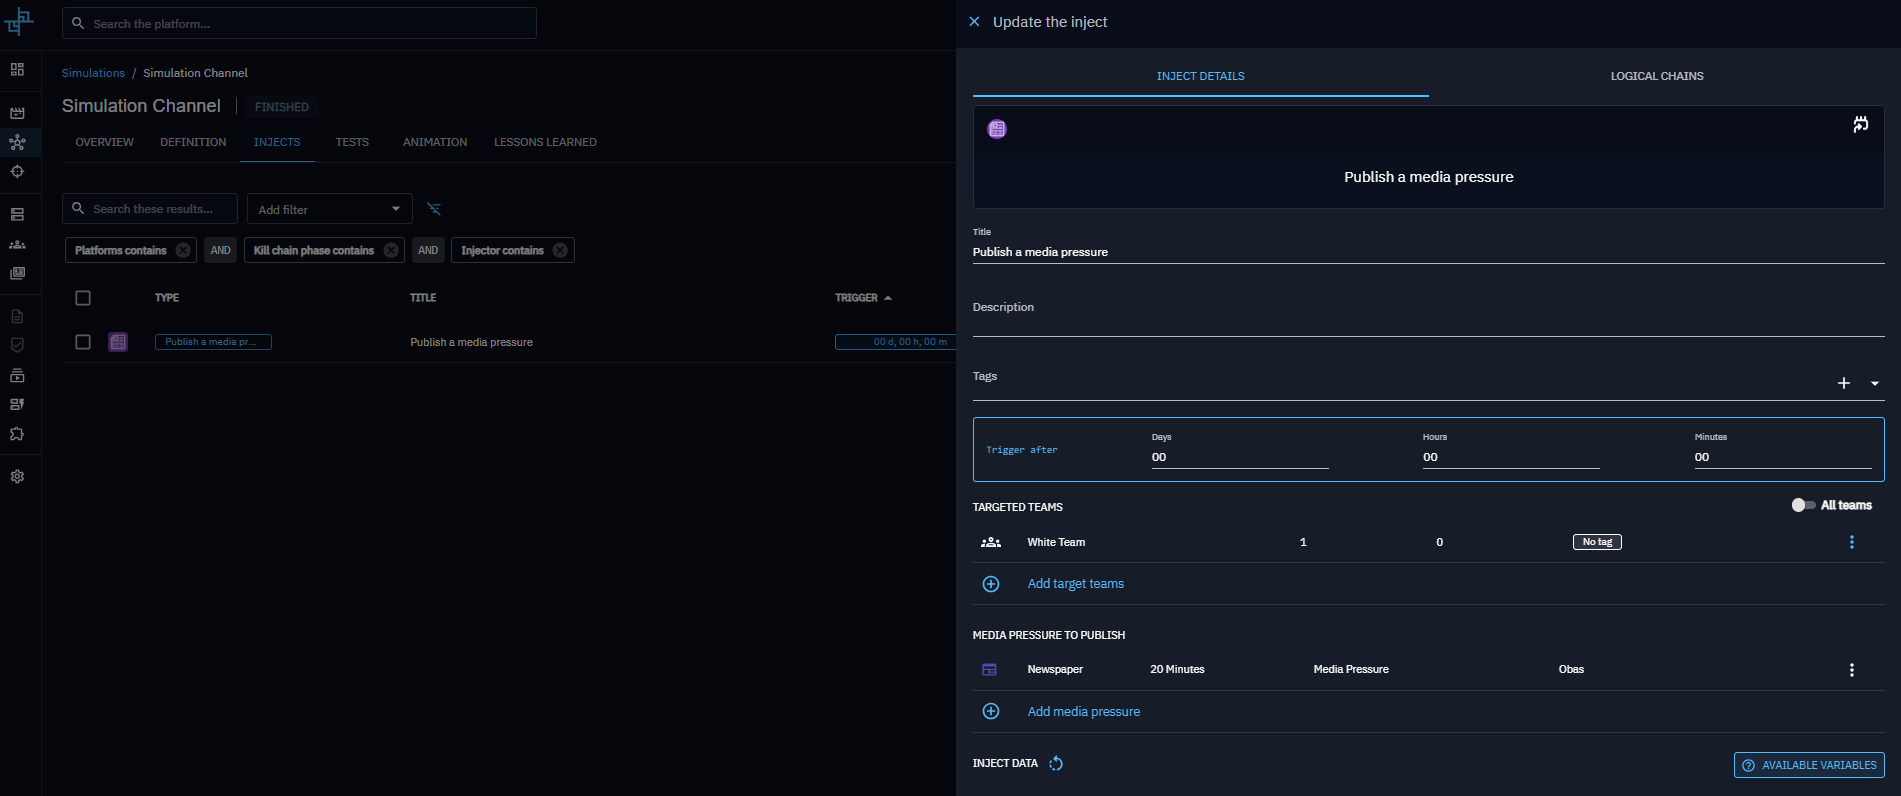 Search the platform...
Update the inject
INJECT DETAILS
LOGICAL CHAINS
Simulations / Simulation Channel
Simulation Channel
FINISHED
OVERVIEW
DEFINITION
INJECTS
TESTS
ANIMATION
LESSONS LEARNED
Search these results...
Add filter
Platforms contains
AND
Kill chain phase contains
AND
Injector contains
TYPE
TITLE
TRIGGER
Publish a media pr...
Publish a media pressure
00 d, 00 h, 00 m
Publish a media pressure
Title
Publish a media pressure
Description
Tags
Trigger after
Days
00
Hours
00
Minutes
00
TARGETED TEAMS
All teams
White Team
1
0
No tag
Add target teams
MEDIA PRESSURE TO PUBLISH
Newspaper
20 Minutes
Media Pressure
Obas
Add media pressure
INJECT DATA
AVAILABLE VARIABLES